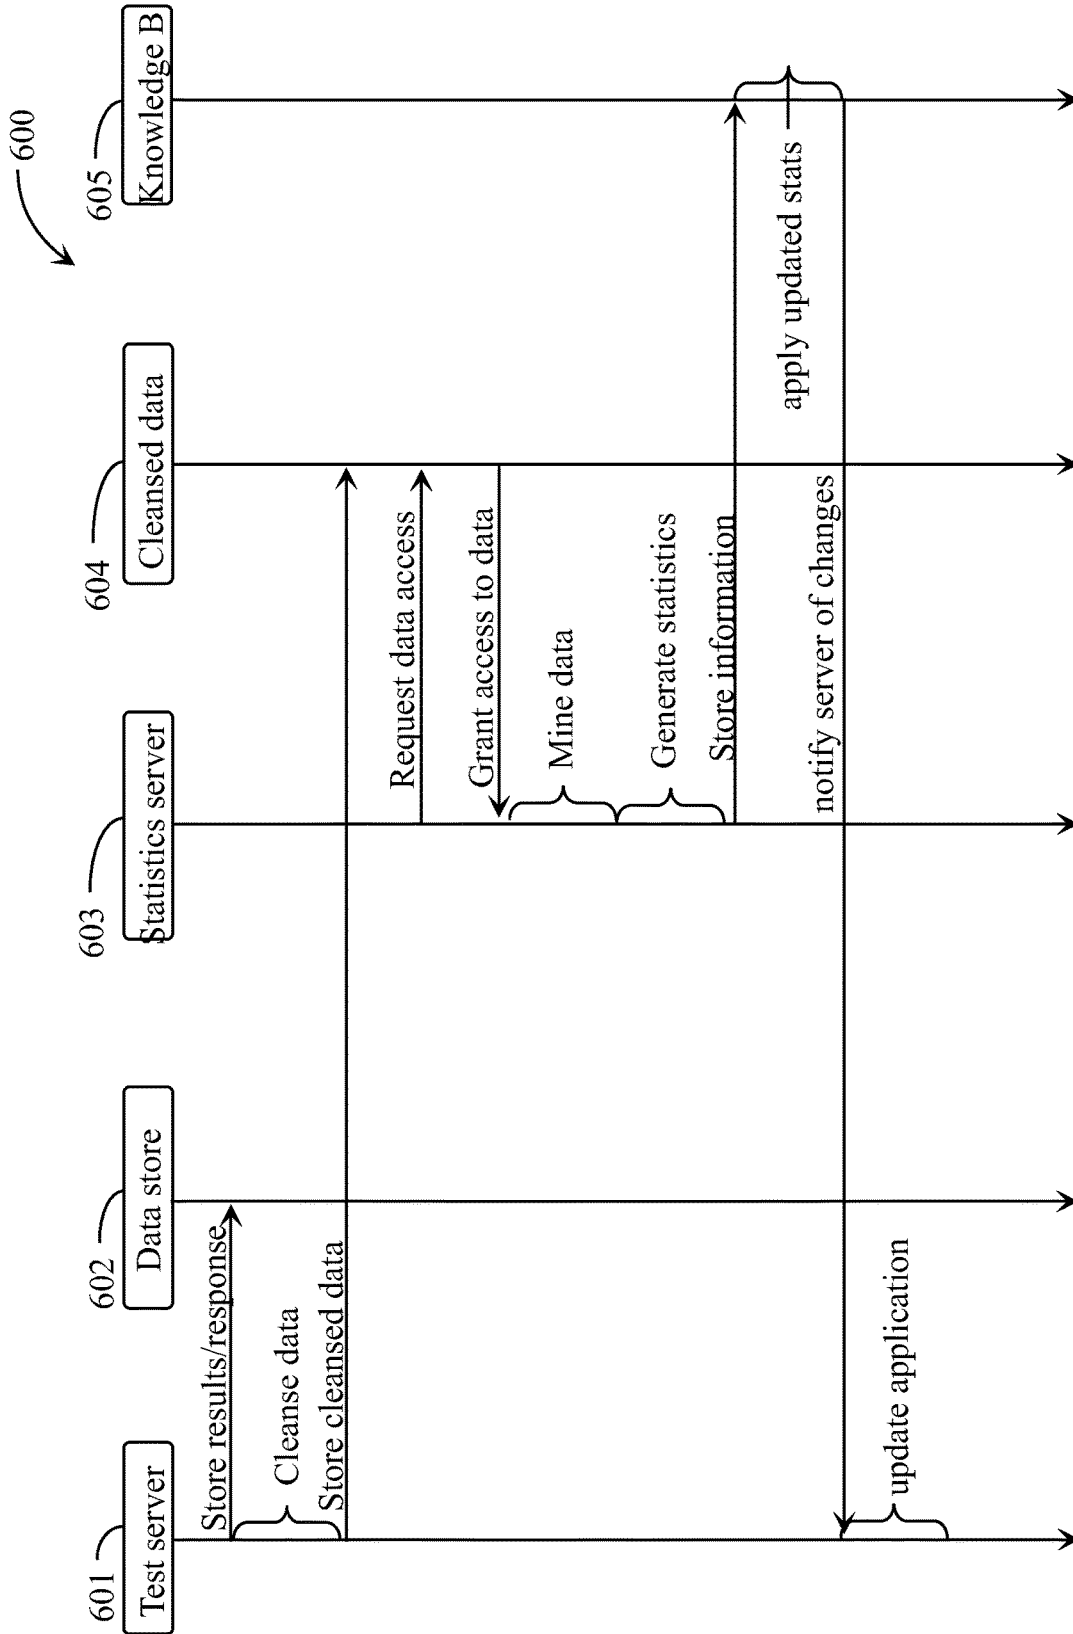 600
601
602
603
604
605
Test server
Data store
Statistics server
Cleansed data
Knowledge B
Store results/response
Cleanse data
Store cleansed data
Request data access
Grant access to data
Mine data
Generate statistics
Store information
apply updated stats
notify server of changes
update application